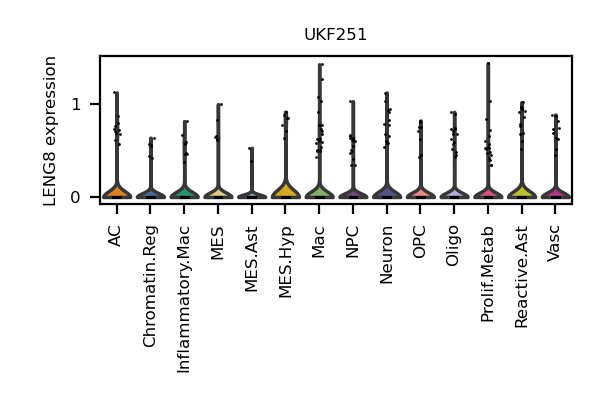 UKF251
LENG8 expression
1
0
AC
Chromatin.Reg
Inflammatory.Mac
MES
MES.Ast
MES.Hyp
Mac
NPC
Neuron
OPC
Oligo
Prolif.Metab
Reactive.Ast
Vasc